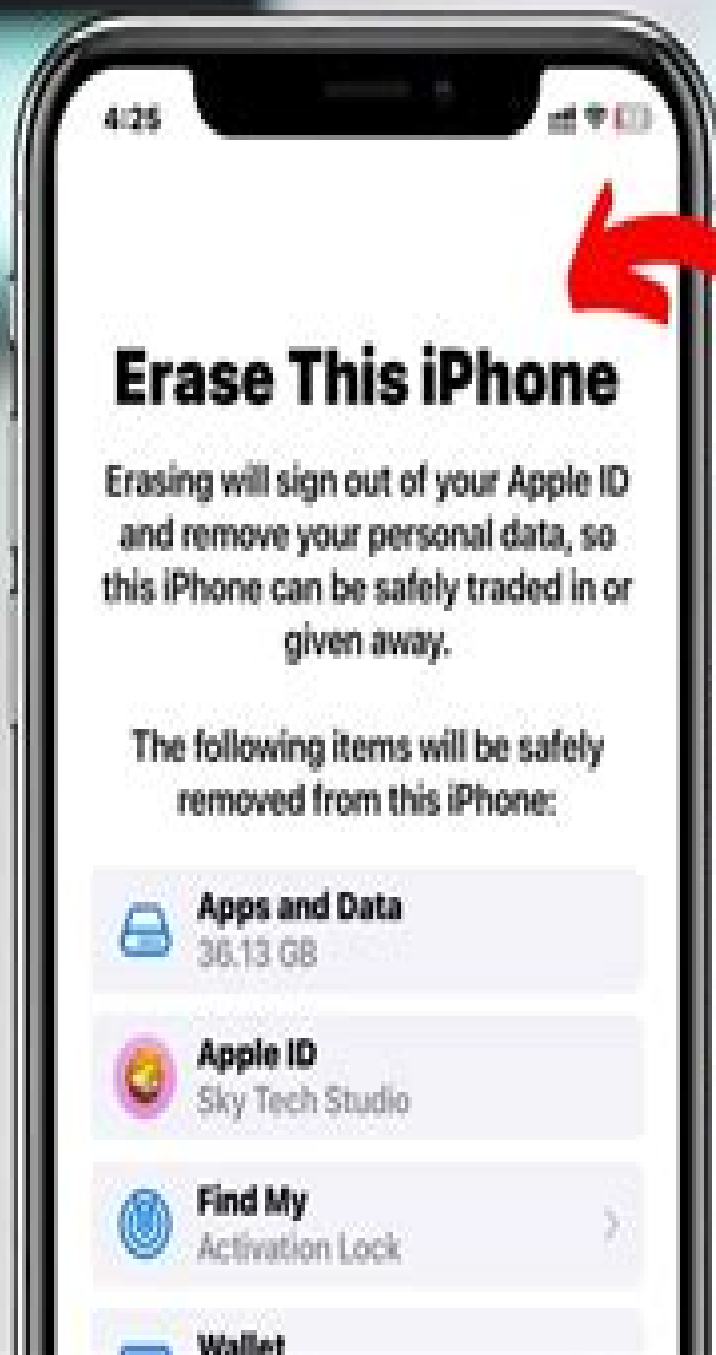 4:25
Erase This iPhone
Erasing will sign out of your Apple ID
and remove your personal data, so
this iPhone can be safely traded in or
given away.
The following items will be safely
removed from this iPhone:
Apps and Data
36.13 GB
Apple ID
Sky Tech Studio
Find My
Activation Lock
Wallet